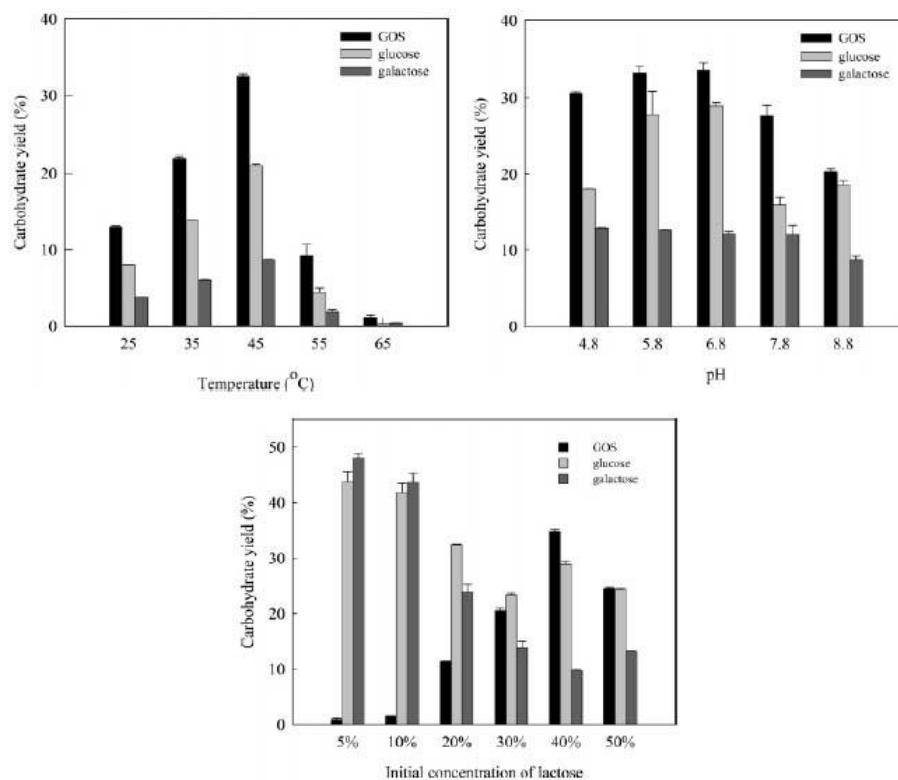 40
30
20
10
0
Carbohydrate yield (%)
GOS
glucose
galactose
25 35 45 55 65
Temperature (°C)
40
30
20
10
0
Carbohydrate yield (%)
GOS
glucose
galactose
4.8 5.8 6.8 7.8 8.8
pH
50
40
30
20
10
0
Carbohydrate yield (%)
GOS
glucose
galactose
5% 10% 20% 30% 40% 50%
Initial concentration of lactose